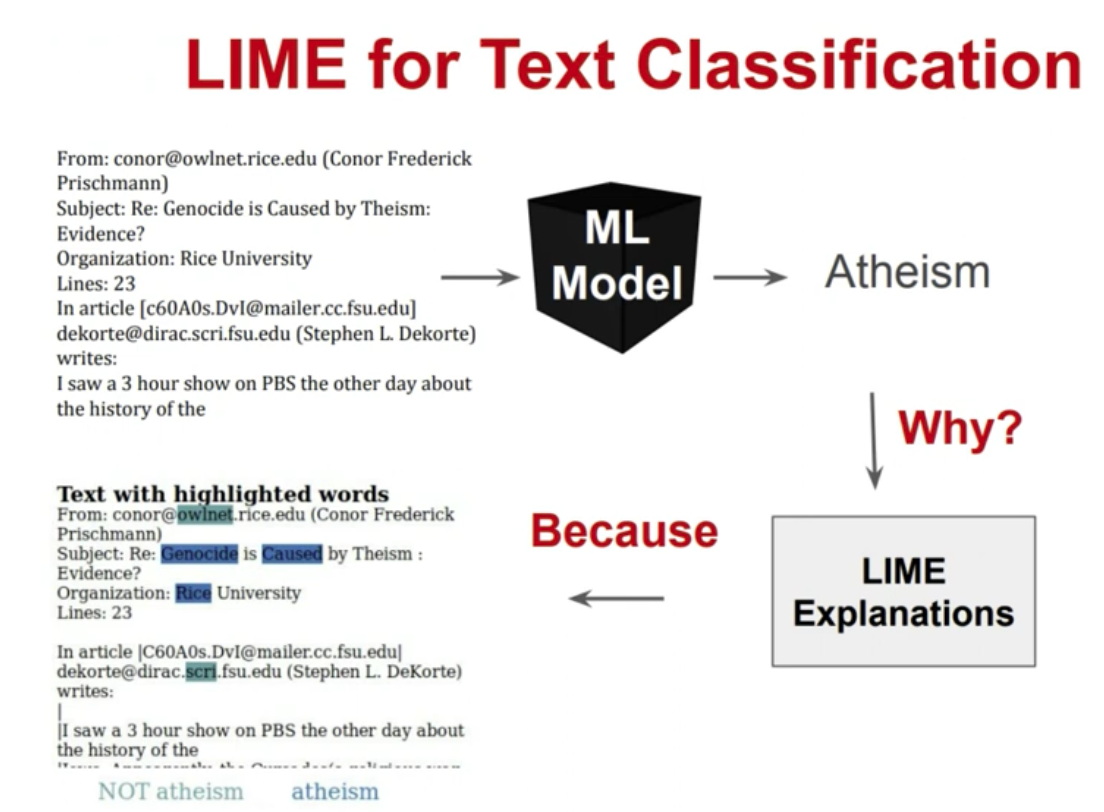 LIME for Text Classification
From: conor@owlnet.rice.edu (Conor Frederick
Prischmann)
Subject: Re: Genocide is Caused by Theism:
Evidence?
Organization: Rice University
Lines: 23
In article [c60A0s.DvI@mailer.cc.fsu.edu]
dekorte@dirac.scri.fsu.edu (Stephen L. Dekorte)
writes:
I saw a 3 hour show on PBS the other day about
the history of the
ML
Model
Atheism
Why?
LIME
Explanations
Because
Text with highlighted words
From: conor@owlnet.rice.edu (Conor Frederick
Prischmann)
Subject: Re: Genocide is Caused by Theism :
Evidence?
Organization: Rice University
Lines: 23
In article |C60A0s.DvI@mailer.cc.fsu.edu|
dekorte@dirac.scri.fsu.edu (Stephen L. DeKorte)
writes:
|
|I saw a 3 hour show on PBS the other day about
the history of the
NOT atheism atheism